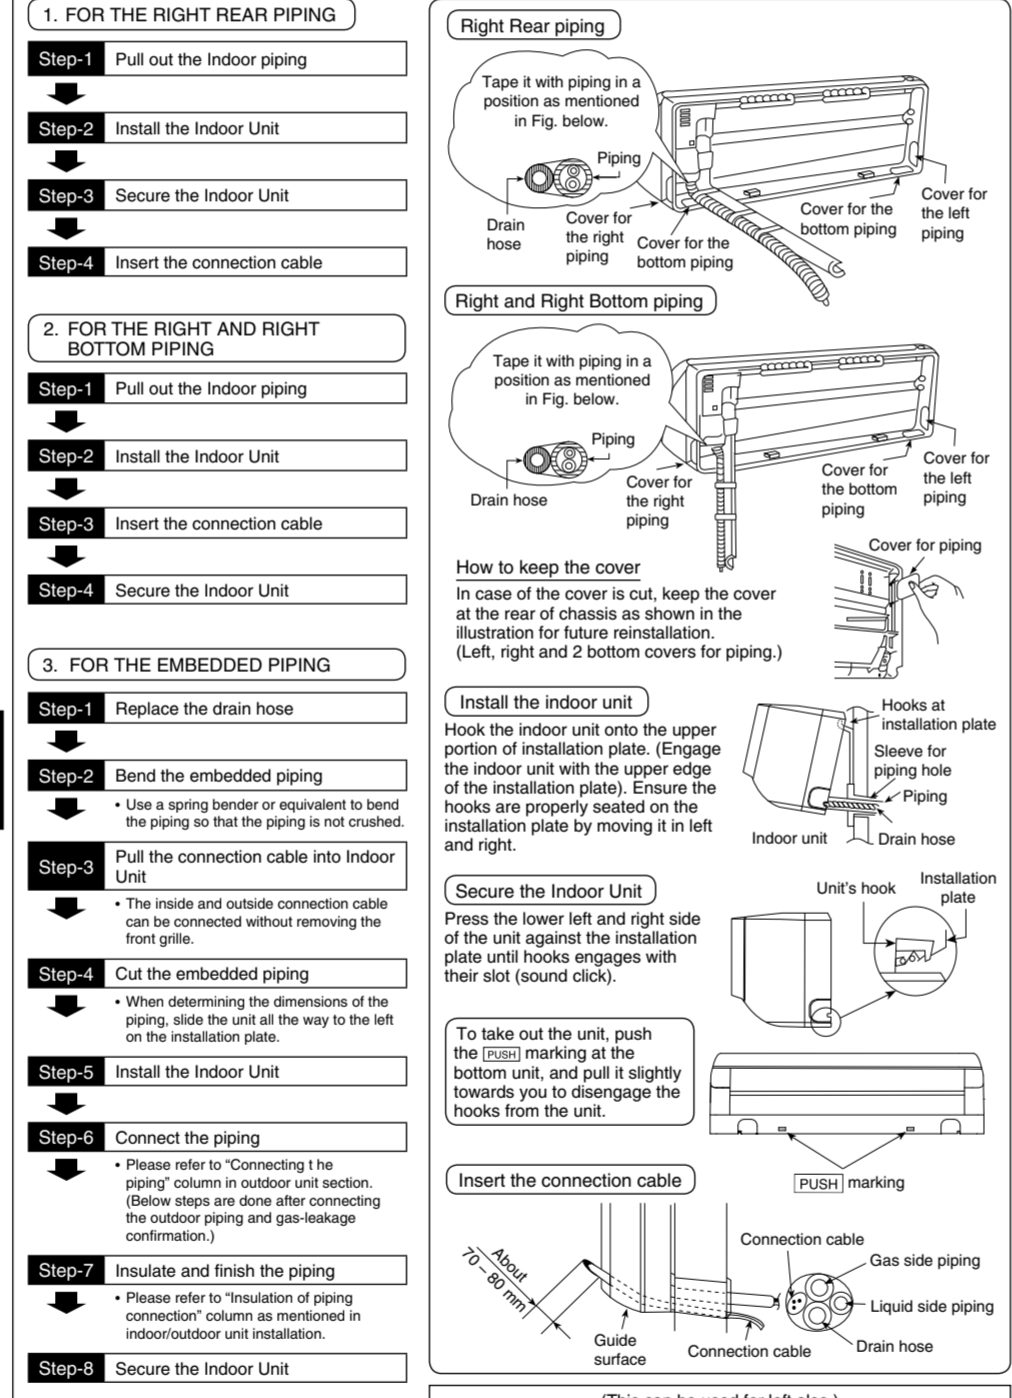 1. FOR THE RIGHT REAR PIPING
Step-1 Pull out the Indoor piping
Step-2 Install the Indoor Unit
Step-3 Secure the Indoor Unit
Step-4 Insert the connection cable
2. FOR THE RIGHT AND RIGHT
BOTTOM PIPING
Step-1 Pull out the Indoor piping
Step-2 Install the Indoor Unit
Step-3 Insert the connection cable
Step-4 Secure the Indoor Unit
3. FOR THE EMBEDDED PIPING
Step-1 Replace the drain hose
Step-2 Bend the embedded piping
• Use a spring bender or equivalent to bend
the piping so that the piping is not crushed.
Step-3 Pull the connection cable into Indoor
Unit
• The inside and outside connection cable
can be connected without removing the
front grille.
Step-4 Cut the embedded piping
• When determining the dimensions of the
piping, slide the unit all the way to the left
on the installation plate.
Step-5 Install the Indoor Unit
Step-6 Connect the piping
• Please refer to “Connecting t he
piping” column in outdoor unit section.
(Below steps are done after connecting
the outdoor piping and gas-leakage
confirmation.)
Step-7 Insulate and finish the piping
• Please refer to “Insulation of piping
connection” column as mentioned in
indoor/outdoor unit installation.
Step-8 Secure the Indoor Unit
Right Rear piping
Tape it with piping in a
position as mentioned
in Fig. below.
Piping
Drain
hose
Cover for
the right
piping
Cover for the
bottom piping
Cover for the
bottom piping
Cover for
the left
piping
Right and Right Bottom piping
Tape it with piping in a
position as mentioned
in Fig. below.
Piping
Drain hose
Cover for
the right
piping
Cover for
the bottom
piping
Cover for
the left
piping
How to keep the cover
In case of the cover is cut, keep the cover
at the rear of chassis as shown in the
illustration for future reinstallation.
(Left, right and 2 bottom covers for piping.)
Cover for piping
Install the indoor unit
Hook the indoor unit onto the upper
portion of installation plate. (Engage
the indoor unit with the upper edge
of the installation plate). Ensure the
hooks are properly seated on the
installation plate by moving it in left
and right.
Hooks at
installation plate
Sleeve for
piping hole
Piping
Indoor unit
Drain hose
Secure the Indoor Unit
Press the lower left and right side
of the unit against the installation
plate until hooks engages with
their slot (sound click).
Unit's hook
Installation
plate
To take out the unit, push
the PUSH marking at the
bottom unit, and pull it slightly
towards you to disengage the
hooks from the unit.
PUSH marking
Insert the connection cable
About
70 – 80 mm
Guide
surface
Connection cable
Connection cable
Gas side piping
Liquid side piping
Drain hose
(This can be used for left also.)